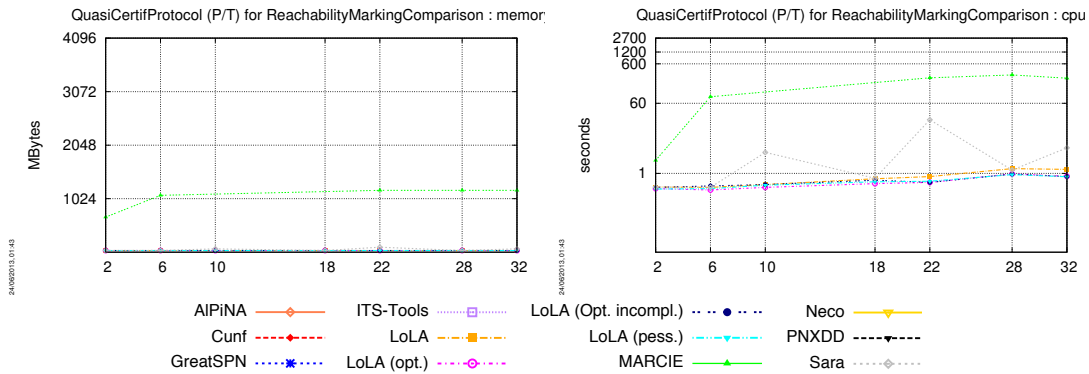 QuasiCertifProtocol (P/T) for ReachabilityMarkingComparison : memory
4096
3072
2048
1024
MBytes
2 6 10 18 22 28 32
24/06/2013, 01:43
QuasiCertifProtocol (P/T) for ReachabilityMarkingComparison : cpu
2700
1200
600
60
1
seconds
2 6 10 18 22 28 32
24/06/2013, 01:43
AlPiNA ITS-Tools LoLA (Opt. incompl.) Neco
Cunf LoLA LoLA (pess.) PNXDD
GreatSPN LoLA (opt.) MARCIE Sara